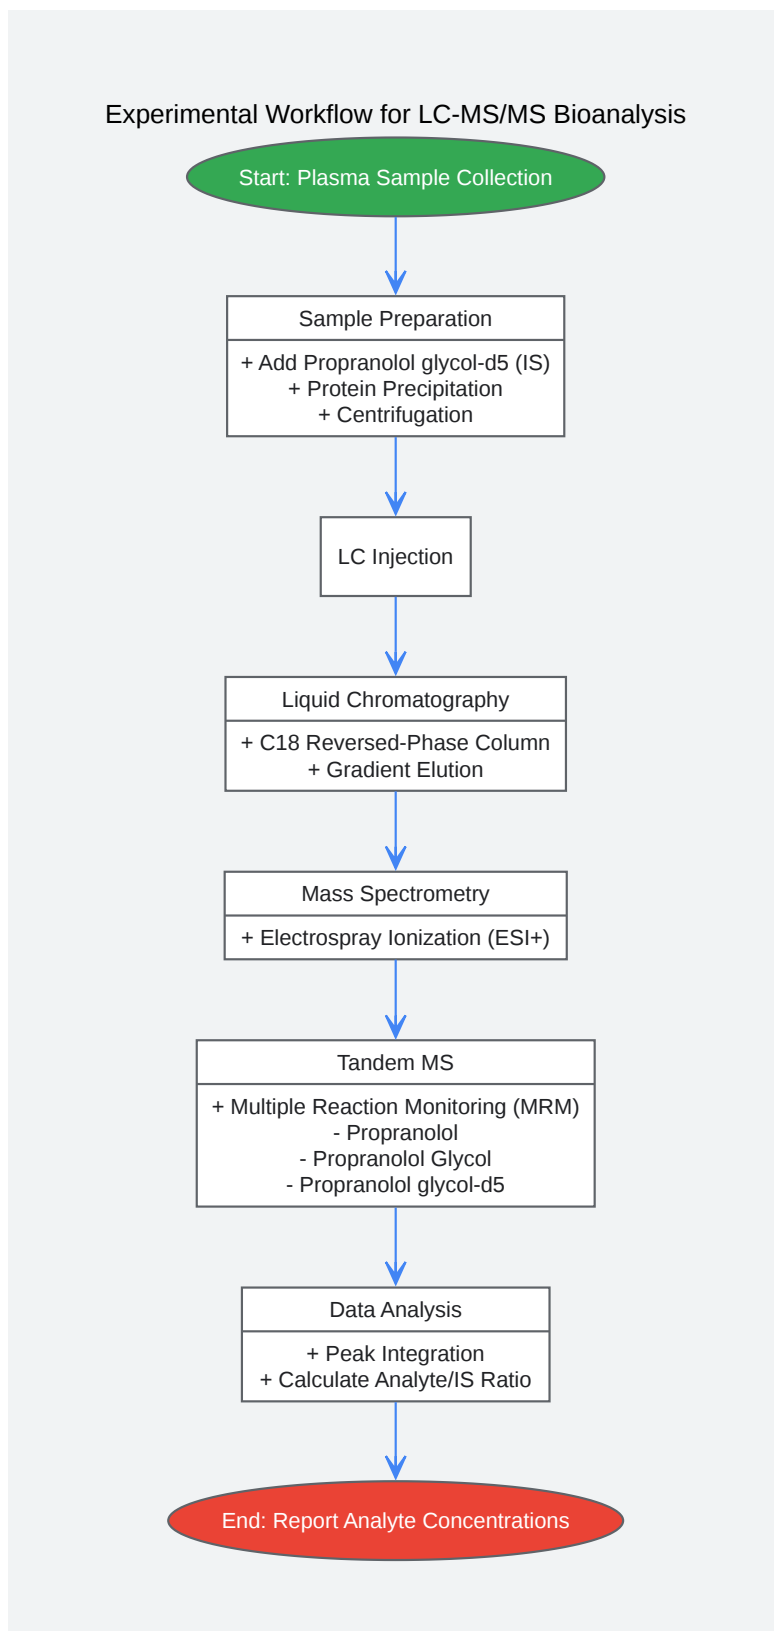 Experimental Workflow for LC-MS/MS Bioanalysis
Start: Plasma Sample Collection
Sample Preparation
+ Add Propranolol glycol-d5 (IS)
+ Protein Precipitation
+ Centrifugation
LC Injection
Liquid Chromatography
+ C18 Reversed-Phase Column
+ Gradient Elution
Mass Spectrometry
+ Electrospray Ionization (ESI+)
Tandem MS
+ Multiple Reaction Monitoring (MRM)
- Propranolol
- Propranolol Glycol
- Propranolol glycol-d5
Data Analysis
+ Peak Integration
+ Calculate Analyte/IS Ratio
End: Report Analyte Concentrations